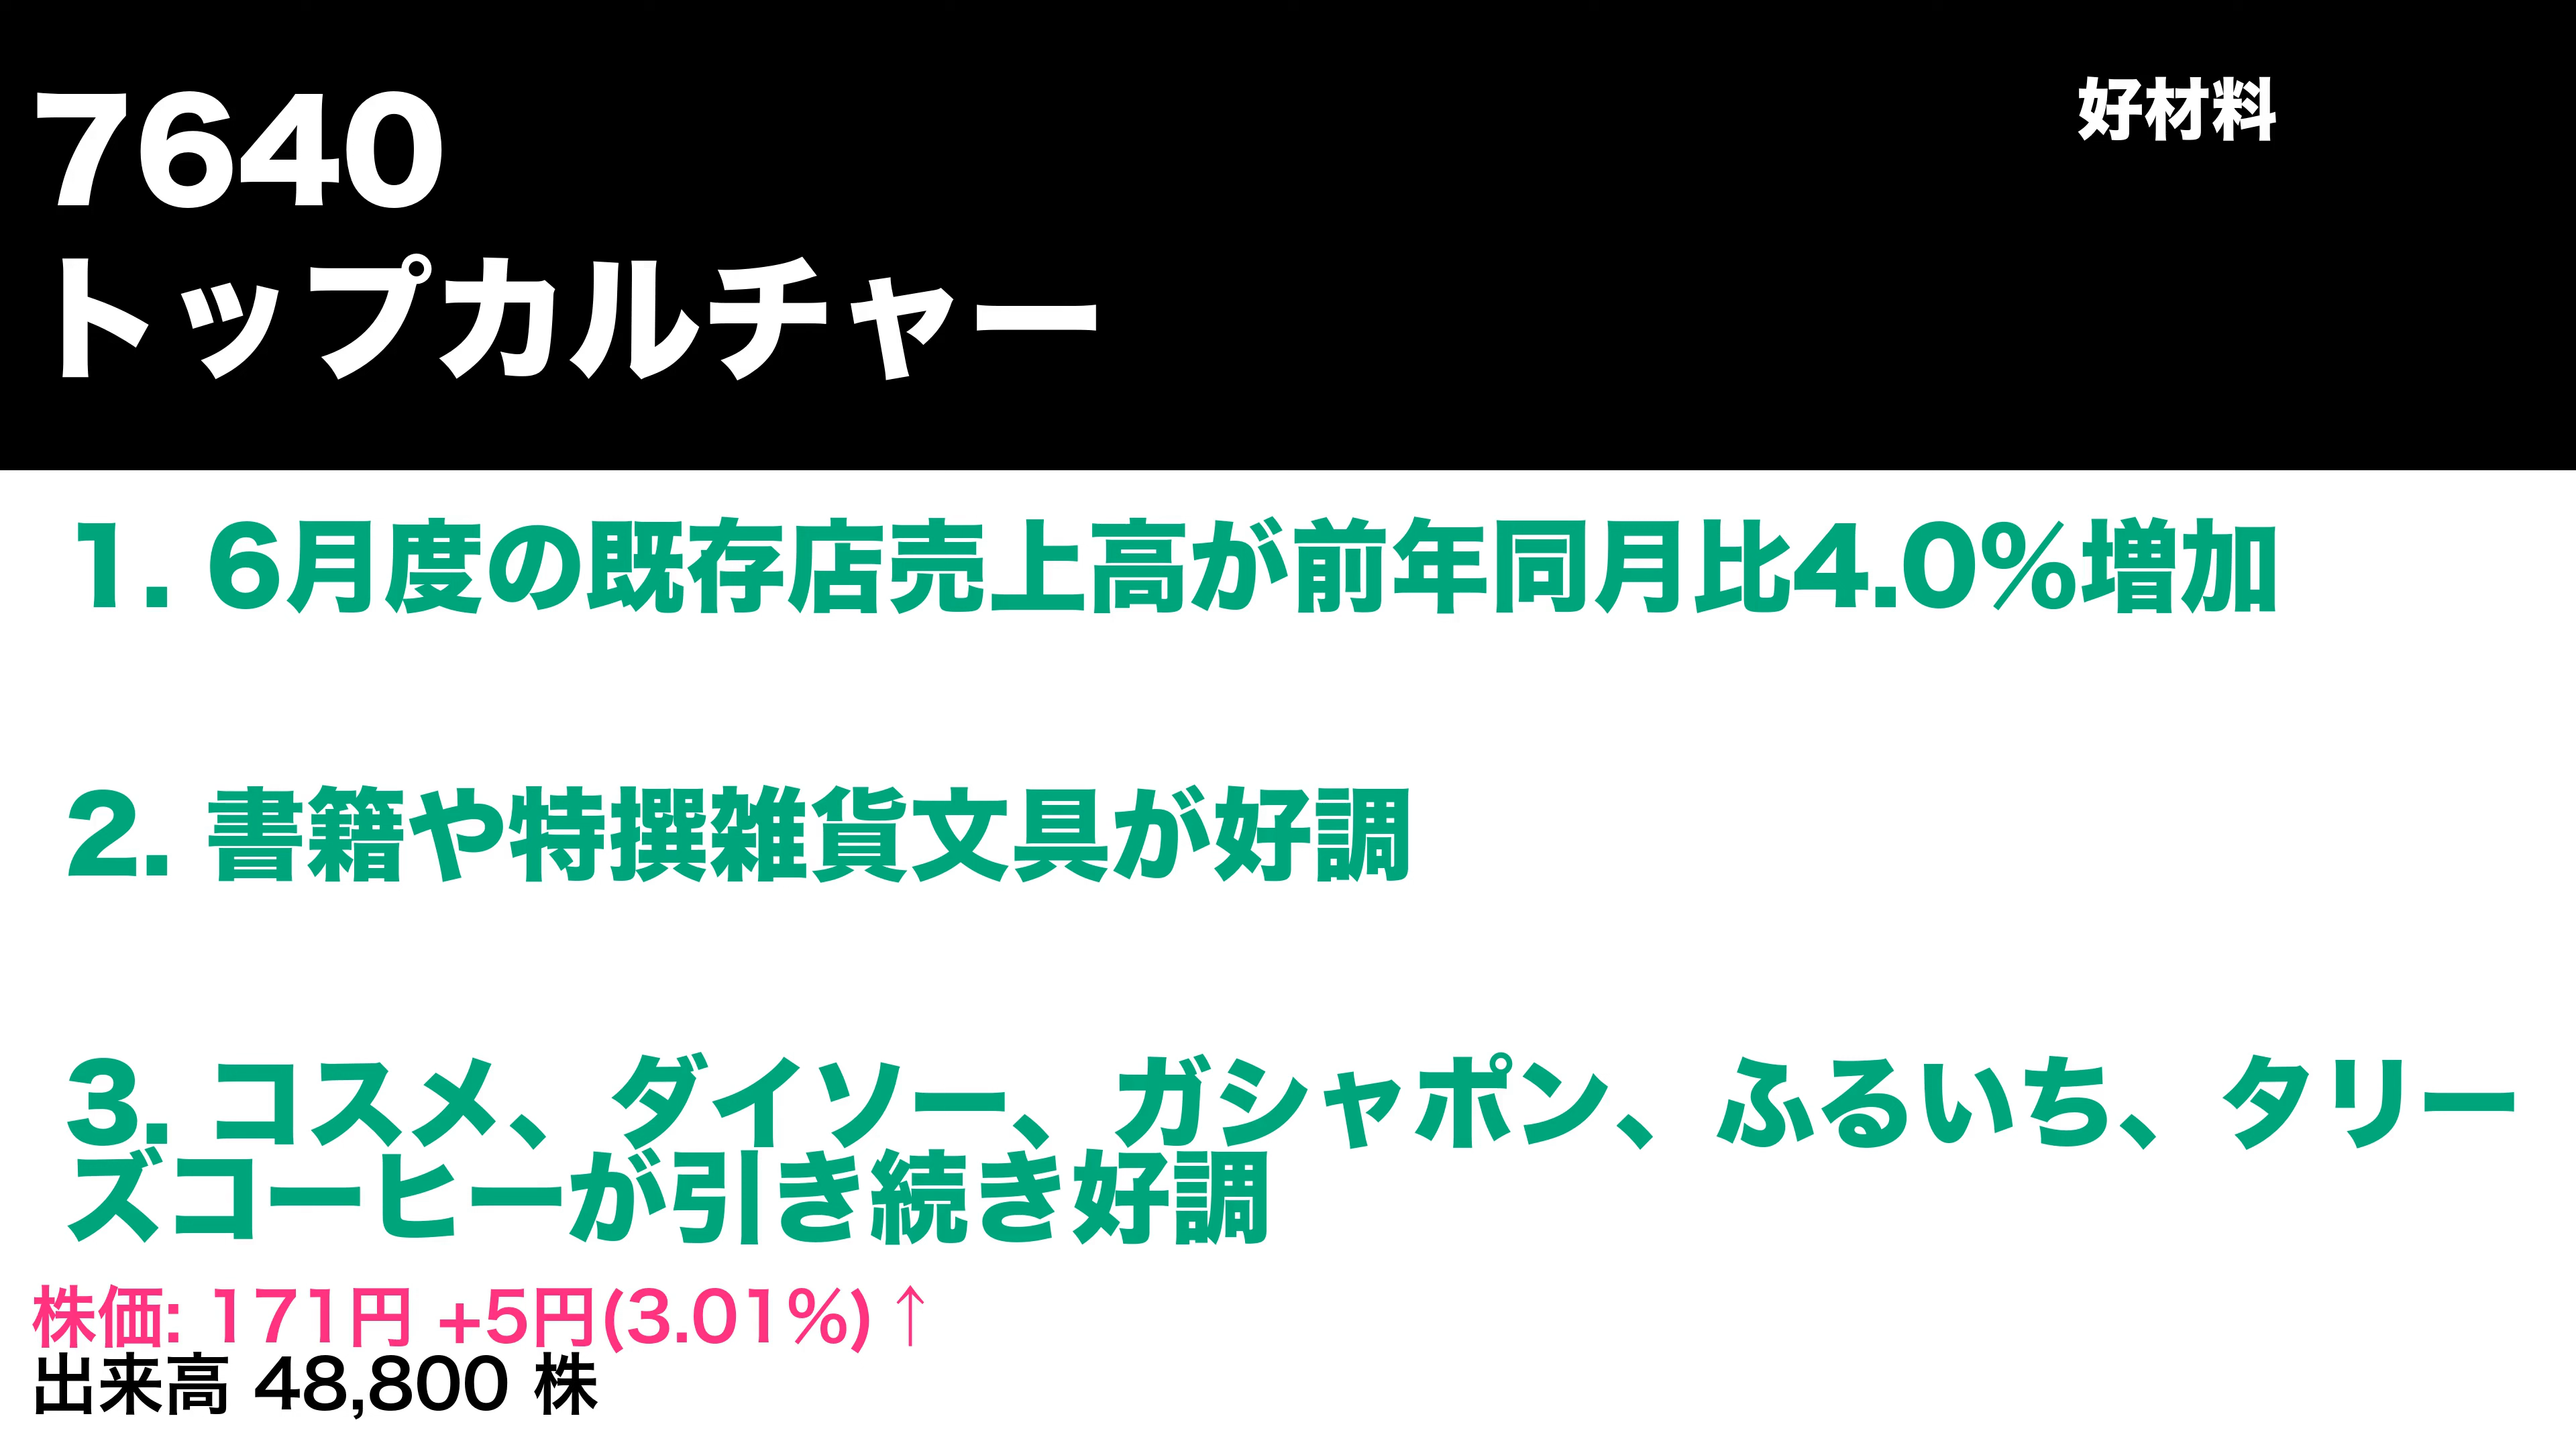 7640
好材料
トップカルチャー
1. 6月度の既存店売上高が前年同月比4.0%増加
2. 書籍や特撰雑貨文具が好調
3. コスメ、ダイソー、ガシャポン、ふるいち、タリー
ズコーヒーが引き続き好調
株価: 171円 +5円(3.01%)↑
出来高 48,800 株